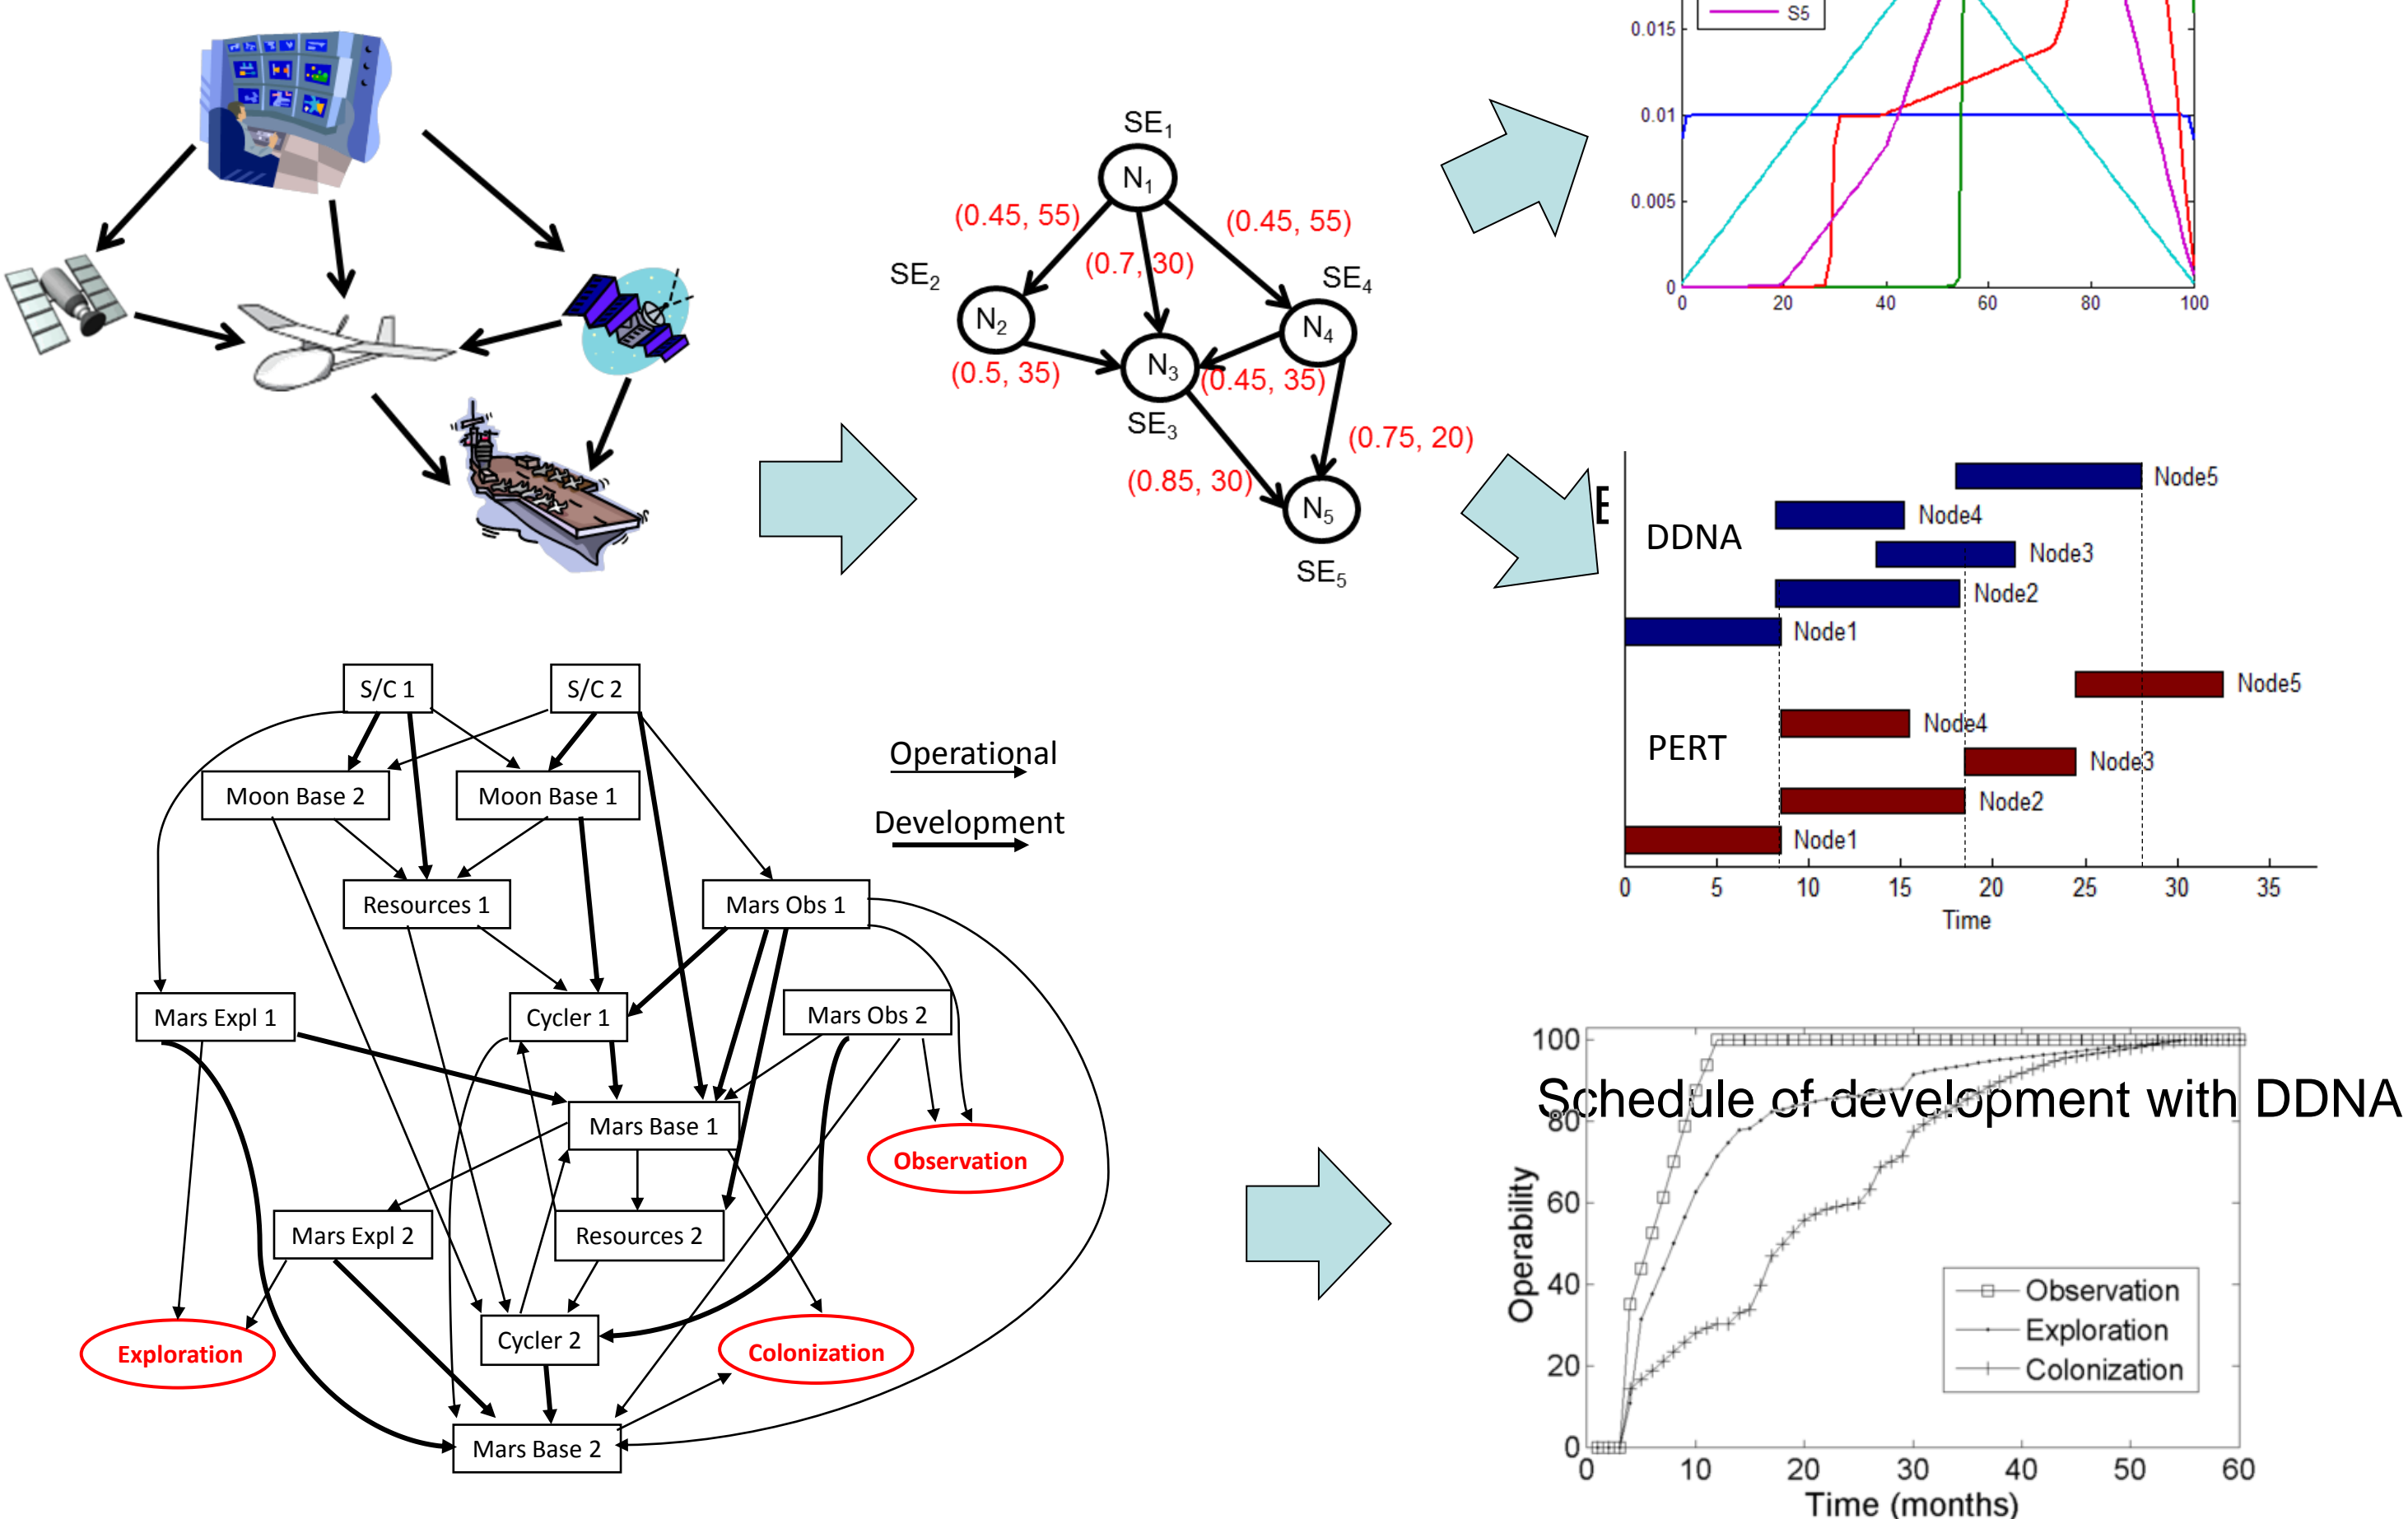 S5
0.015
0.01
0.005
0
0 20 40 60 80 100
SE1
N1
(0.45, 55)
(0.45, 55)
(0.7, 30)
SE2
SE4
N2
N4
N3
(0.5, 35)
(0.45, 35)
SE3
(0.75, 20)
(0.85, 30)
N5
SE5
E
DDNA
Node5
Node4
Node3
Node2
Node1
PERT
Node5
Node4
Node3
Node2
Node1
0 5 10 15 20 25 30 35
Time
S/C 1
S/C 2
Operational
Moon Base 2
Moon Base 1
Development
Resources 1
Mars Obs 1
Mars Expl 1
Cycler 1
Mars Obs 2
Mars Base 1
Observation
Mars Expl 2
Resources 2
Cycler 2
Exploration
Colonization
Mars Base 2
Schedule of development with DDNA
100
80
60
40
20
0
Operability
Observation
Exploration
Colonization
0 10 20 30 40 50 60
Time (months)